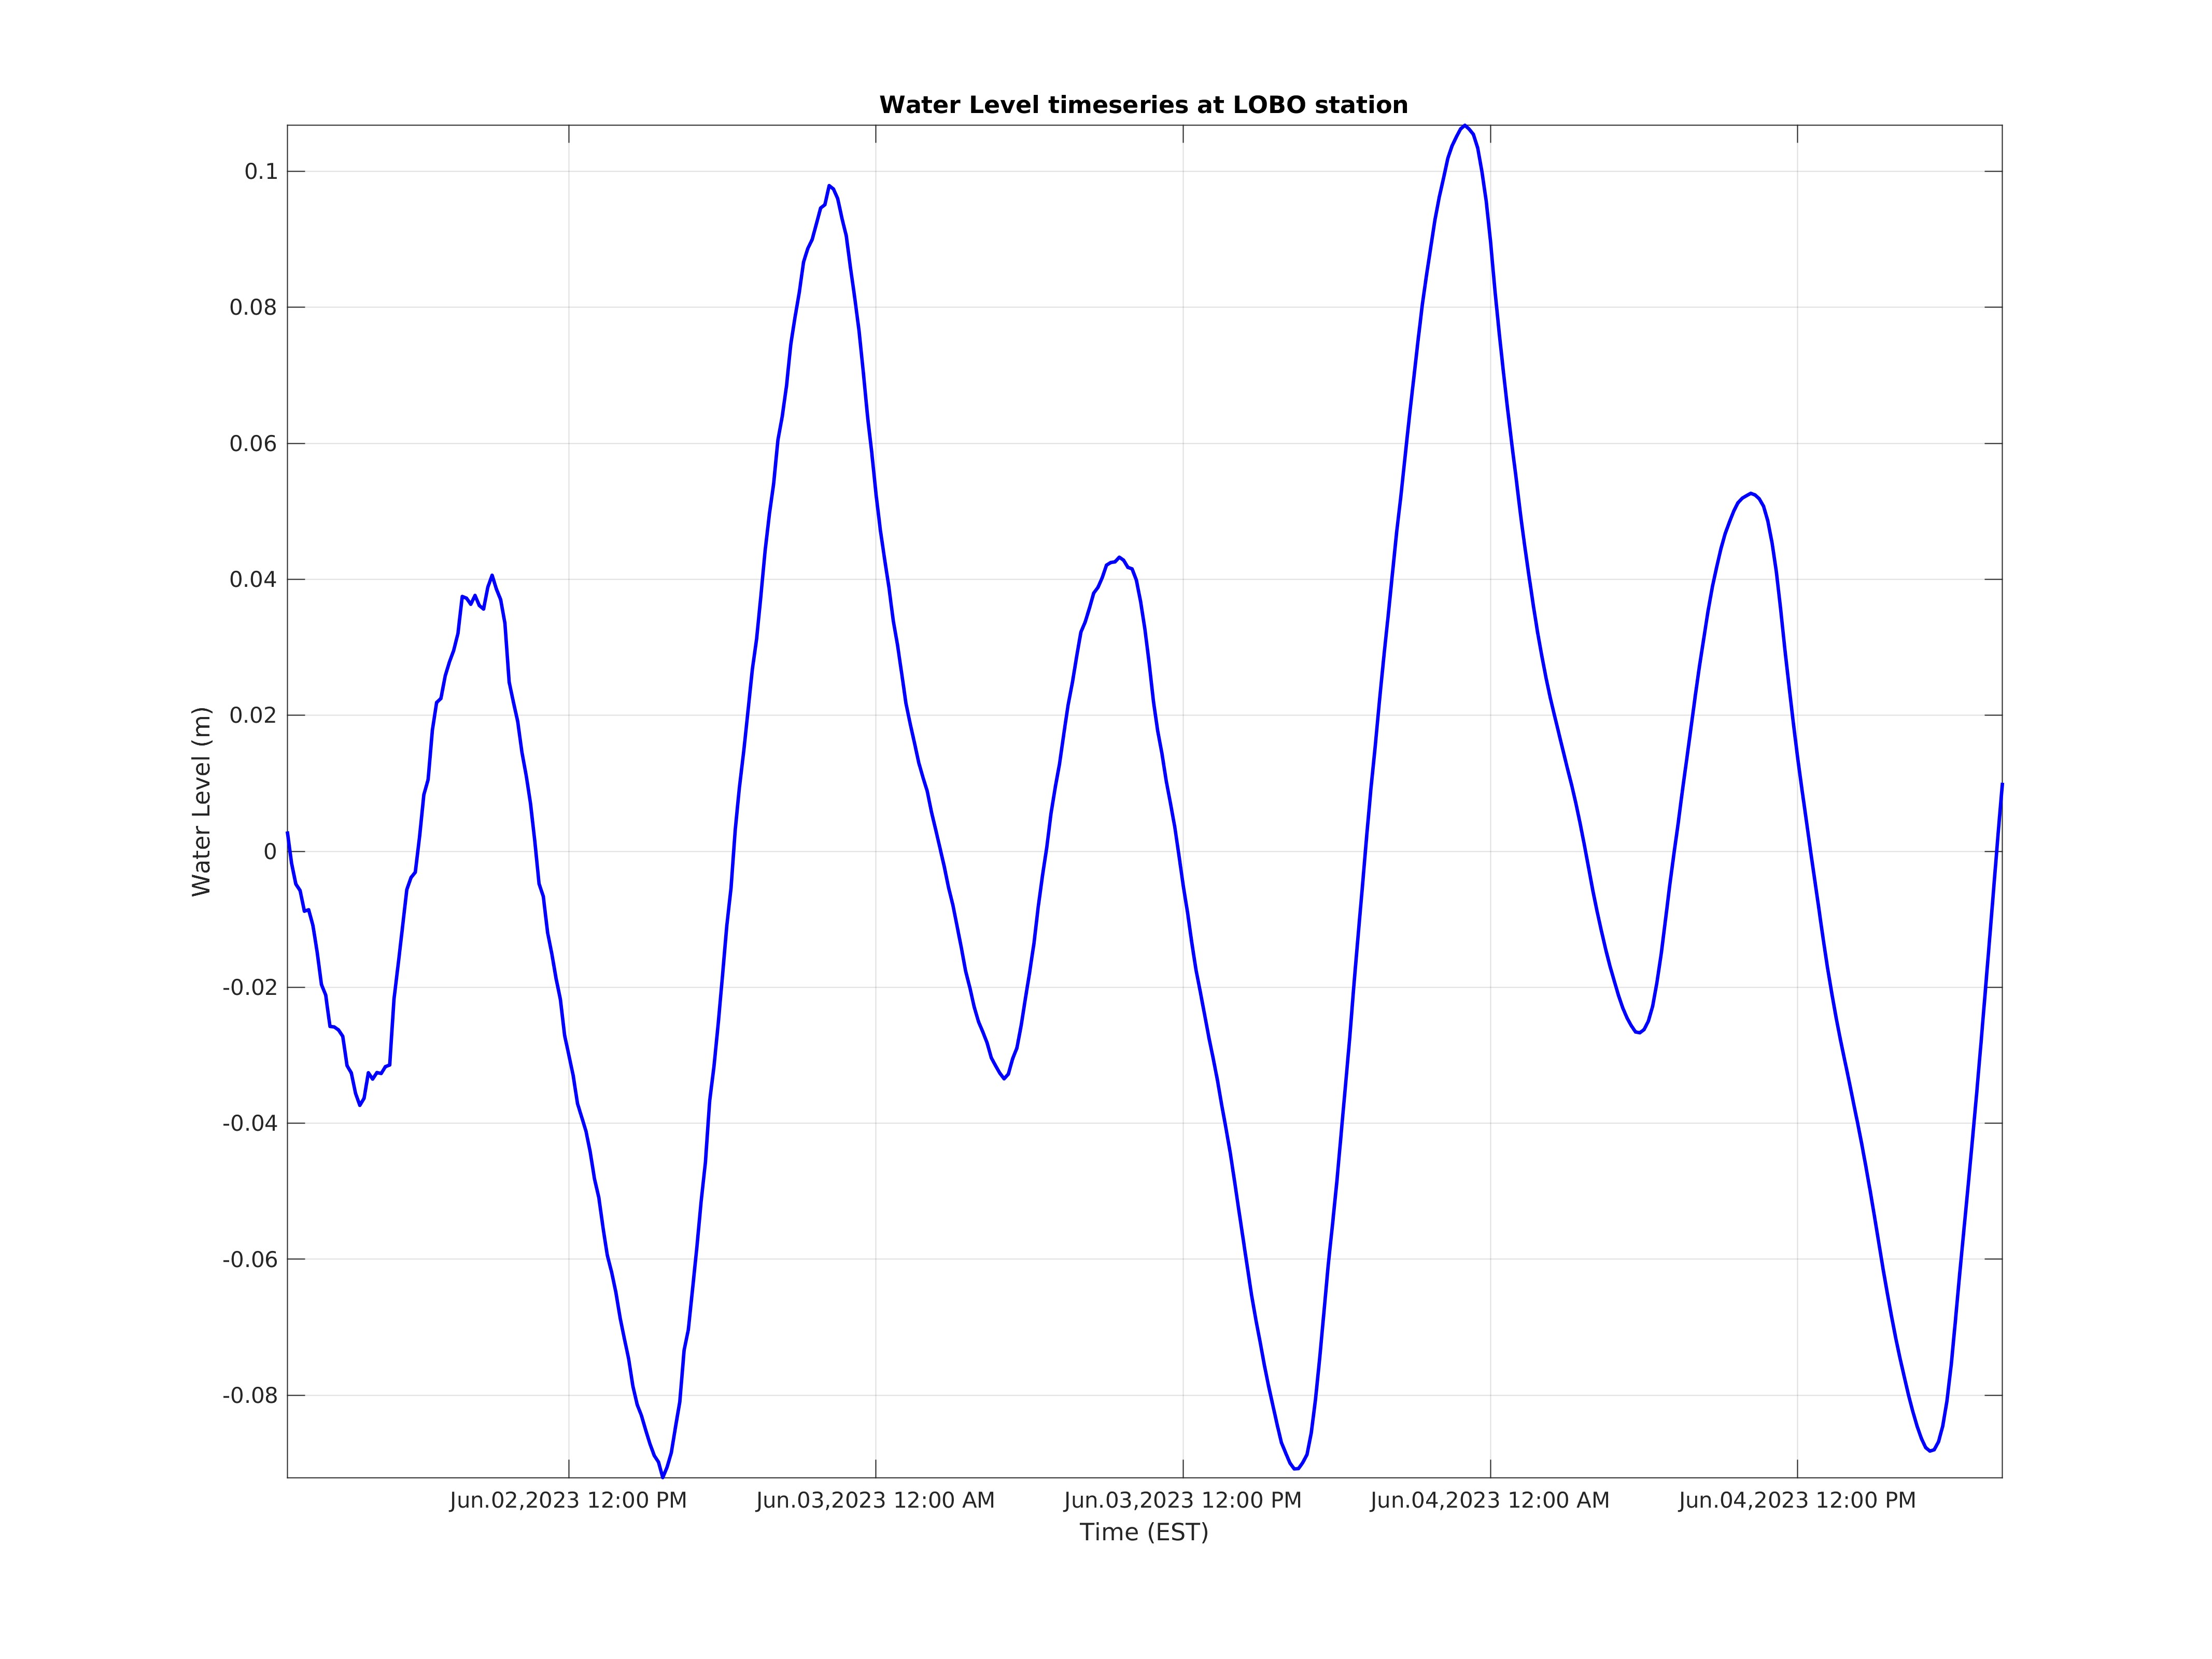 Water Level timeseries at LOBO station
0.1
0.08
0.06
0.04
0.02
0
-0.02
-0.04
-0.06
-0.08
Water Level (m)
Jun.02,2023 12:00 PM Jun.03,2023 12:00 AM Jun.03,2023 12:00 PM Jun.04,2023 12:00 AM Jun.04,2023 12:00 PM
Time (EST)